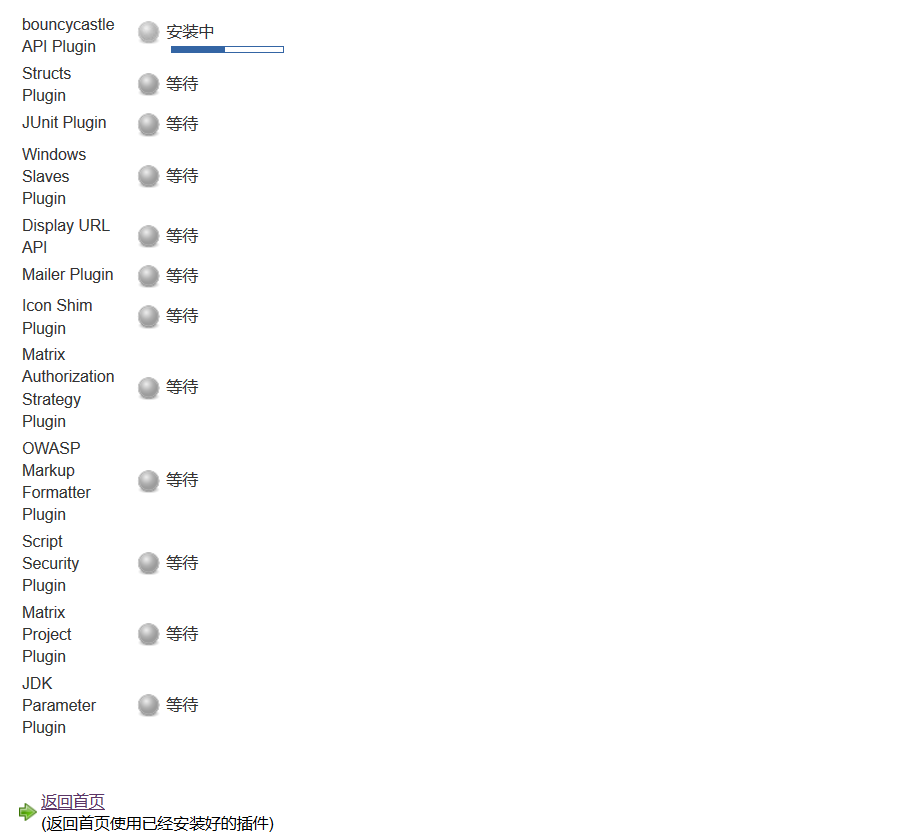 bouncycastle
API Plugin
安装中
Structs
Plugin
等待
JUnit Plugin
等待
Windows
Slaves
Plugin
等待
Display URL
API
等待
Mailer Plugin
等待
Icon Shim
Plugin
等待
Matrix
Authorization
Strategy
Plugin
等待
OWASP
Markup
Formatter
Plugin
等待
Script
Security
Plugin
等待
Matrix
Project
Plugin
等待
JDK
Parameter
Plugin
等待
返回首页
(返回首页使用已经安装好的插件)